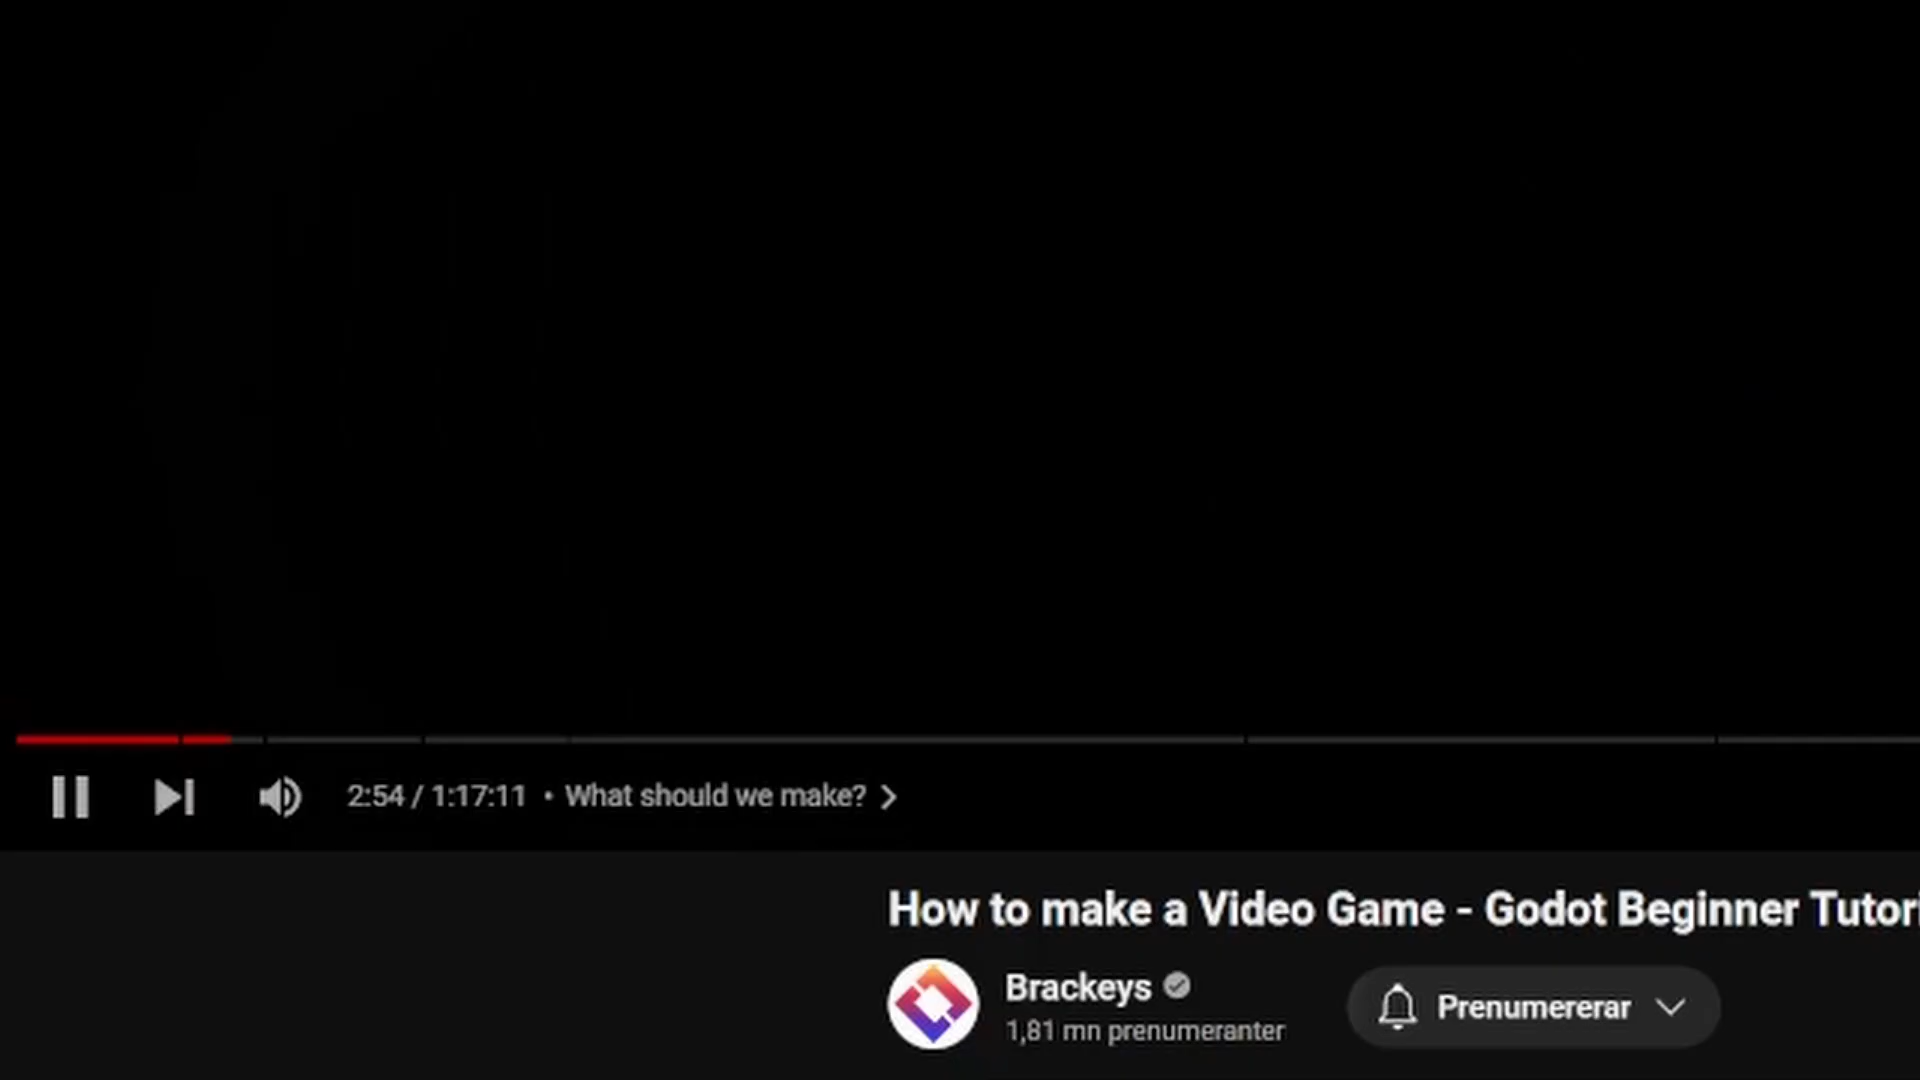 2:54 / 1:17:11 • What should we make?
How to make a Video Game - Godot Beginner Tutori
Brackeys
1,81 mn prenumeranter
Prenumererar